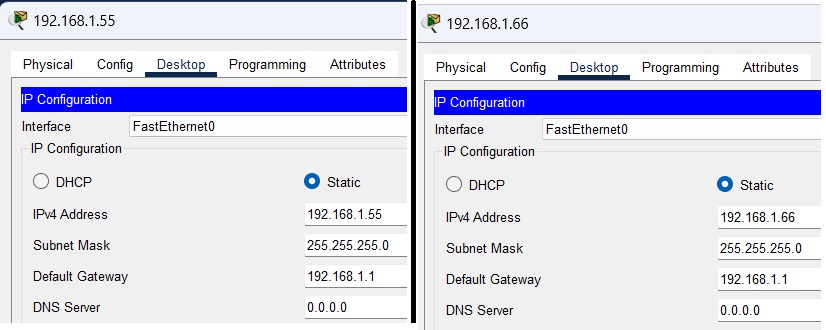 192.168.1.55
Physical Config Desktop Programming Attributes
IP Configuration
Interface FastEthernet0
IP Configuration
DHCP Static
IPv4 Address 192.168.1.55
Subnet Mask 255.255.255.0
Default Gateway 192.168.1.1
DNS Server 0.0.0.0
192.168.1.66
Physical Config Desktop Programming Attributes
IP Configuration
Interface FastEthernet0
IP Configuration
DHCP Static
IPv4 Address 192.168.1.66
Subnet Mask 255.255.255.0
Default Gateway 192.168.1.1
DNS Server 0.0.0.0